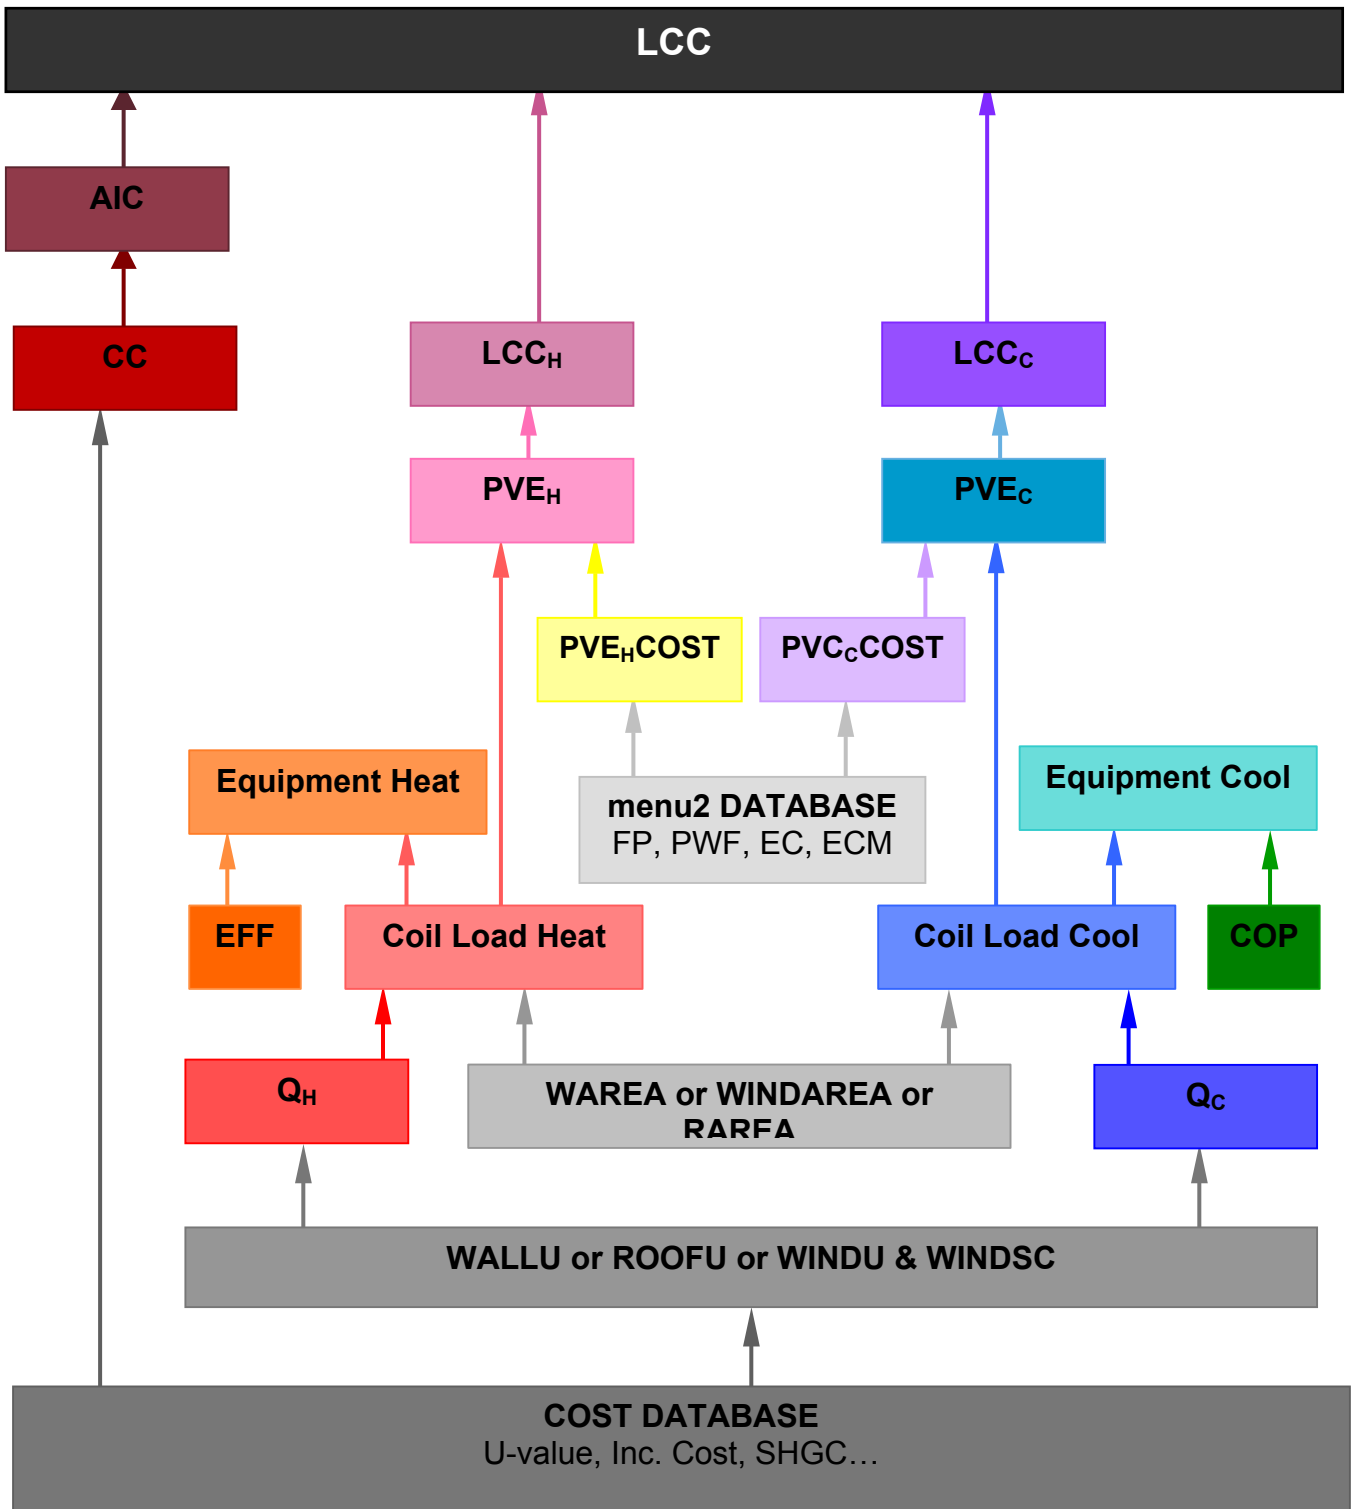 LCC
AIC
CC
LCCH
LCCC
PVEH
PVEC
PVEHCOST
PVCCCOST
Equipment Heat
menu2 DATABASE
FP, PWF, EC, ECM
Equipment Cool
EFF
Coil Load Heat
Coil Load Cool
COP
QH
WAREA or WINDAREA or
RAREA
QC
WALLU or ROOFU or WINDU & WINDSC
COST DATABASE
U-value, Inc. Cost, SHGC…